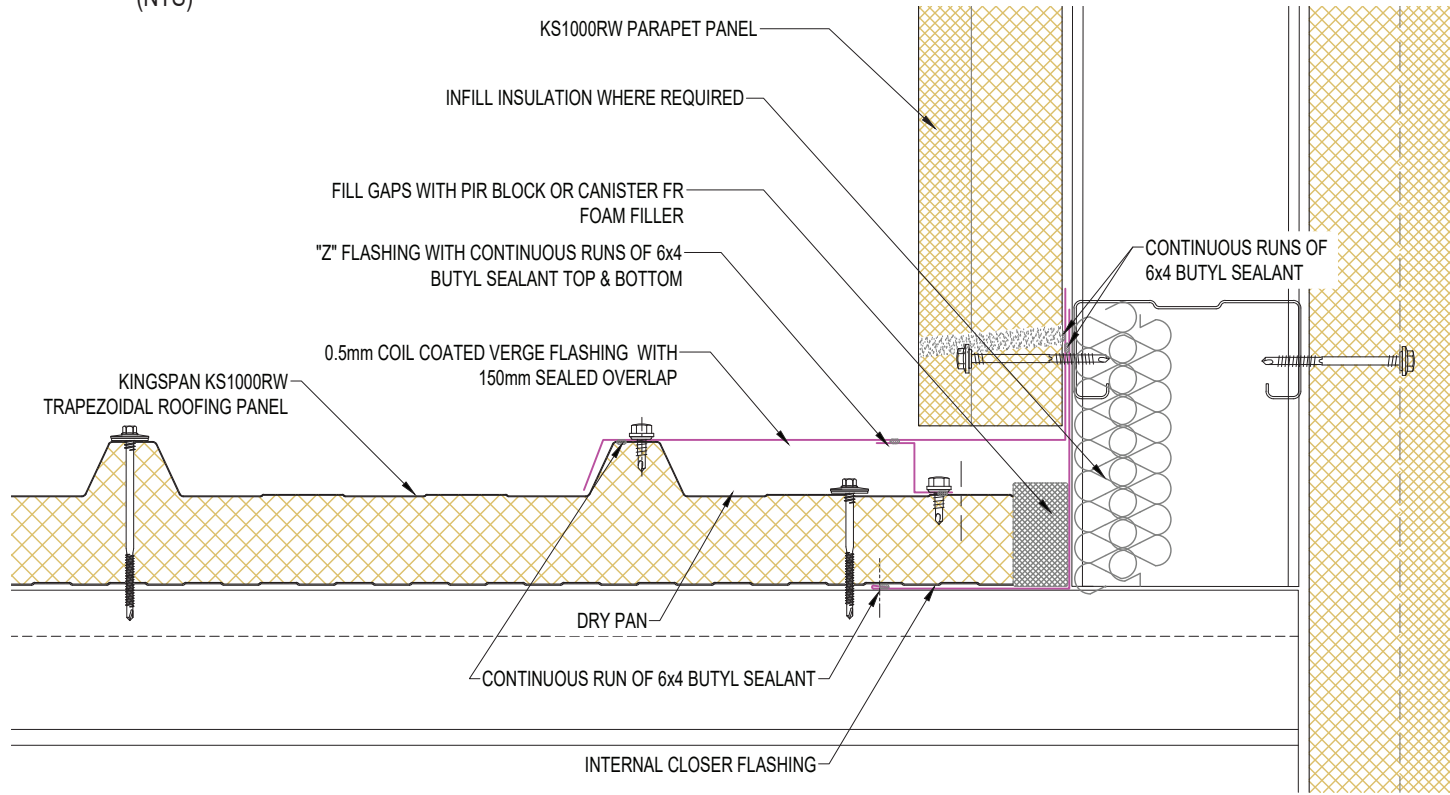 (NTS)
KS1000RW PARAPET PANEL
INFILL INSULATION WHERE REQUIRED
FILL GAPS WITH PIR BLOCK OR CANISTER FR
FOAM FILLER
"Z" FLASHING WITH CONTINUOUS RUNS OF 6x4
BUTYL SEALANT TOP & BOTTOM
CONTINUOUS RUNS OF
6x4 BUTYL SEALANT
0.5mm COIL COATED VERGE FLASHING WITH
150mm SEALED OVERLAP
KINGSPAN KS1000RW
TRAPEZOIDAL ROOFING PANEL
DRY PAN
CONTINUOUS RUN OF 6x4 BUTYL SEALANT
INTERNAL CLOSER FLASHING